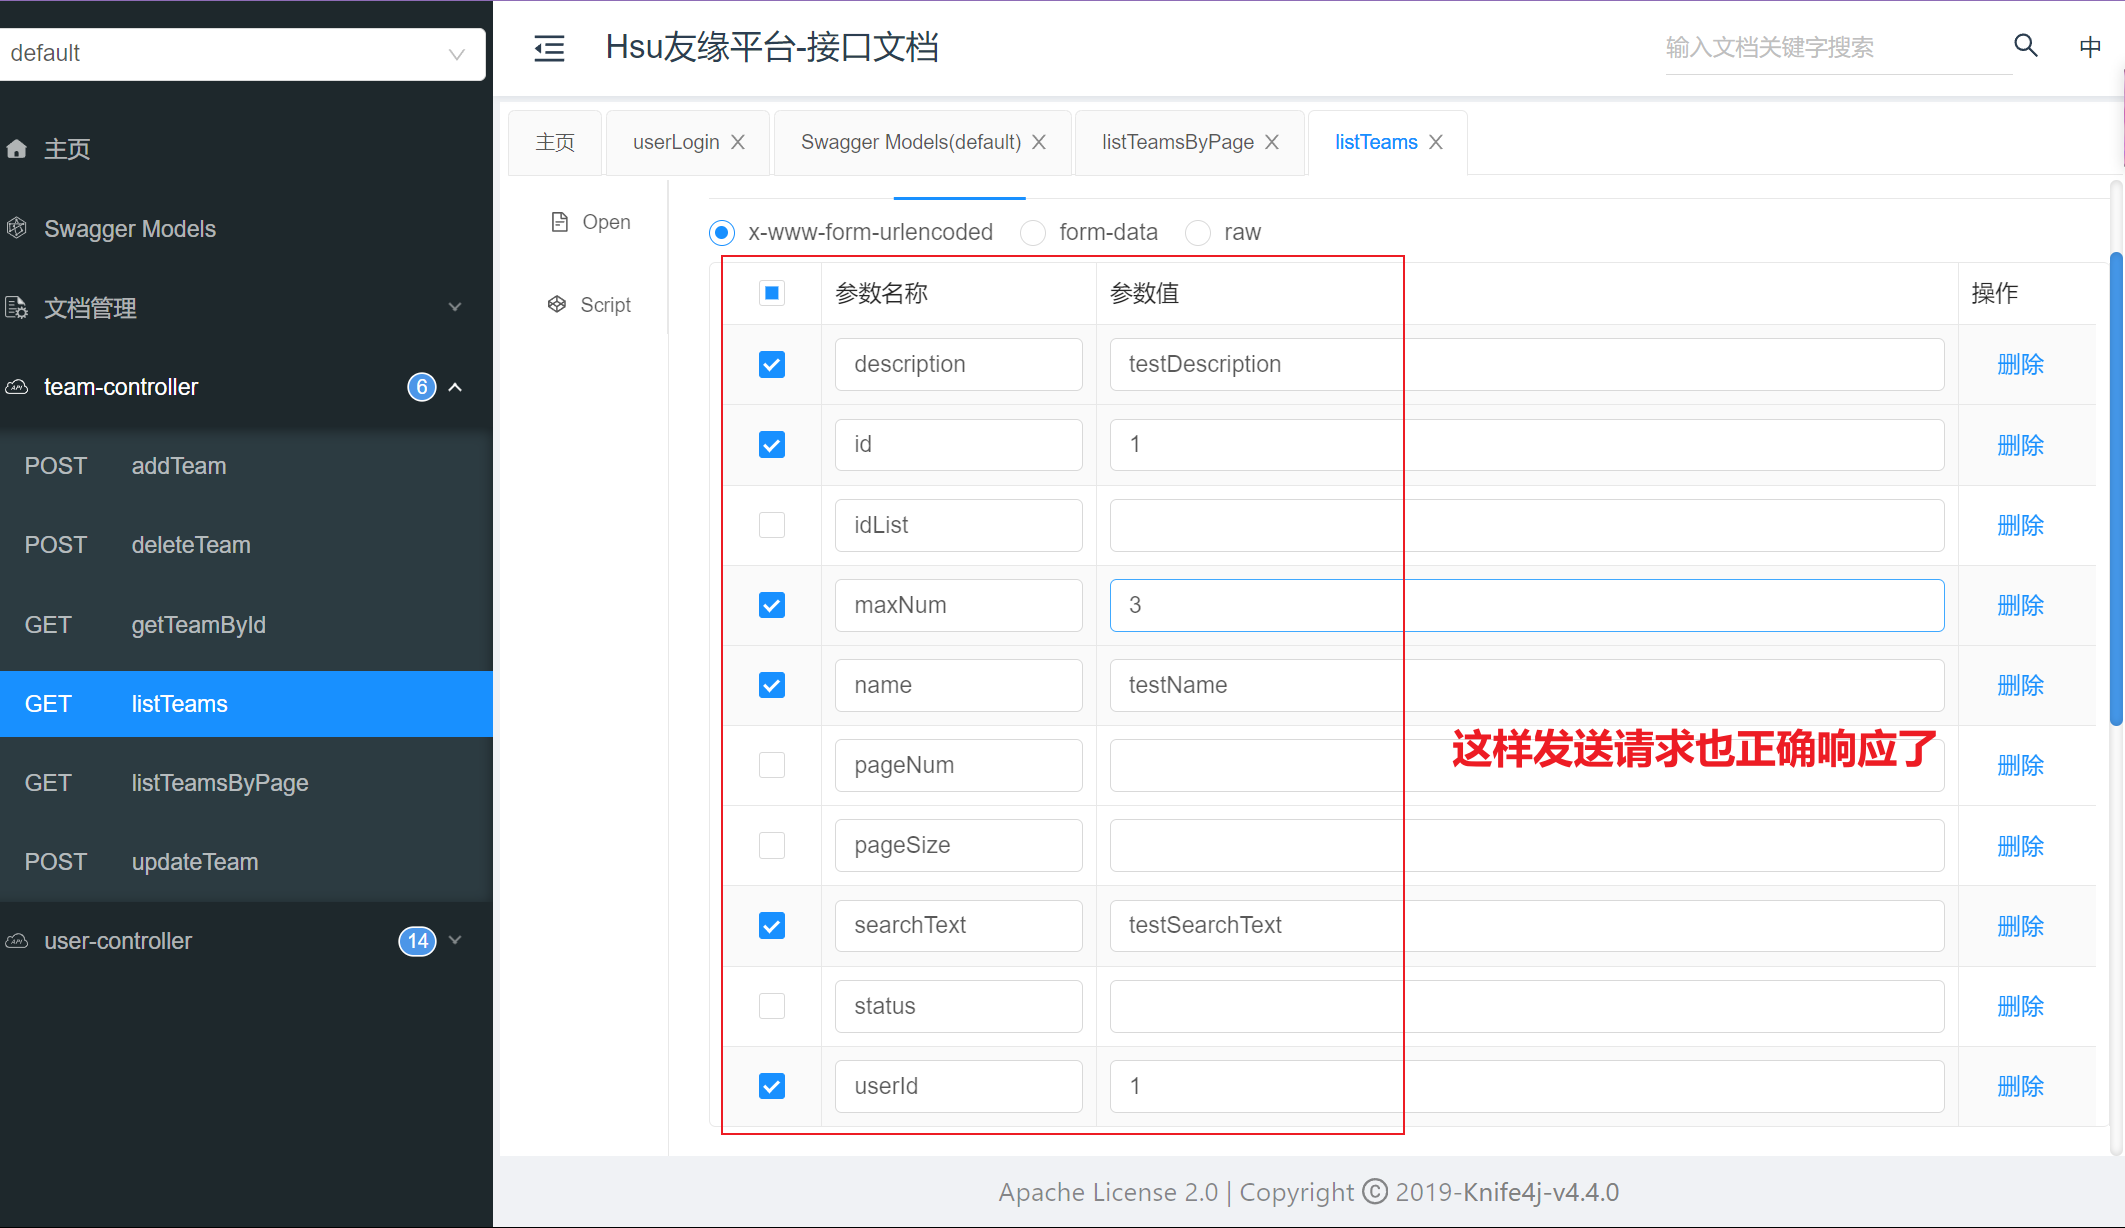 default
主页
Swagger Models
文档管理
team-controller 6
POST addTeam
POST deleteTeam
GET getTeamById
GET listTeams
GET listTeamsByPage
POST updateTeam
user-controller 14
Hsu友缘平台-接口文档
输入文档关键字搜索
中
主页 userLogin Swagger Models(default) listTeamsByPage listTeams
Open
Script
x-www-form-urlencoded form-data raw
参数名称 参数值 操作
description testDescription 删除
id 1 删除
idList 删除
maxNum 3 删除
name testName 删除
这样发送请求也正确响应了
pageNum 删除
pageSize 删除
searchText testSearchText 删除
status 删除
userId 1 删除
Apache License 2.0 | Copyright © 2019-Knife4j-v4.4.0